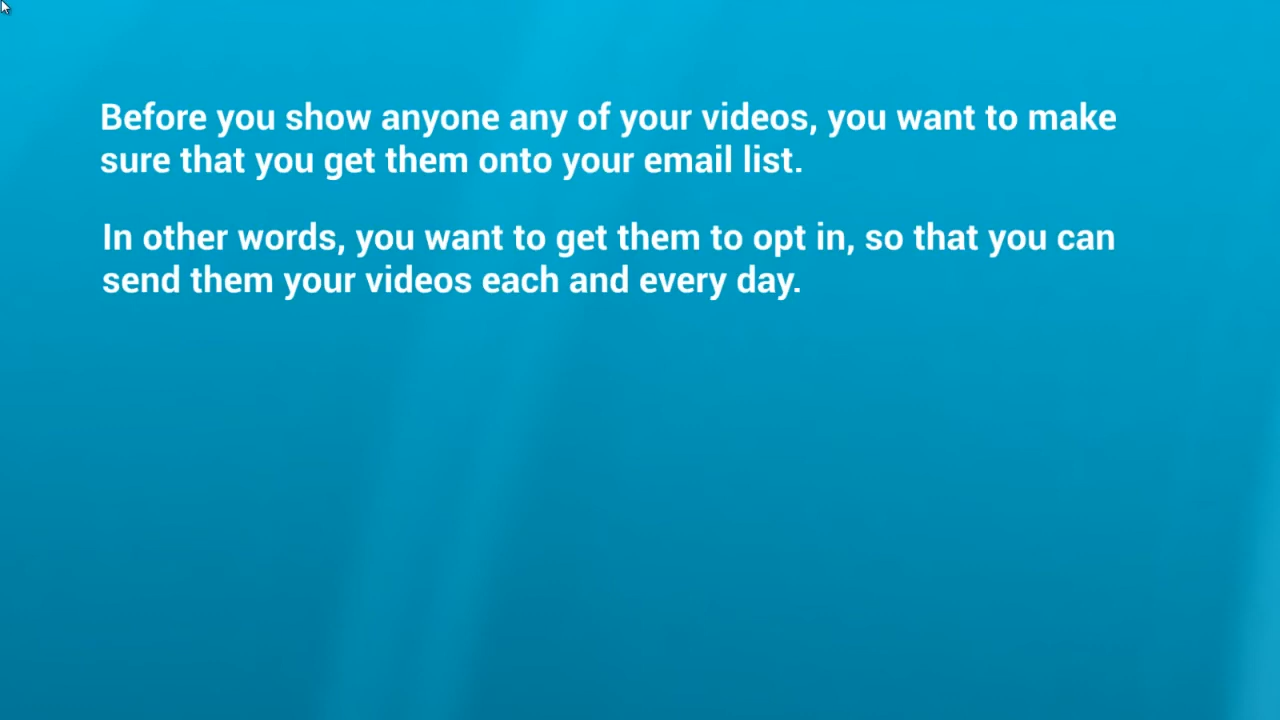 Before you show anyone any of your videos, you want to make
sure that you get them onto your email list.
In other words, you want to get them to opt in, so that you can
send them your videos each and every day.